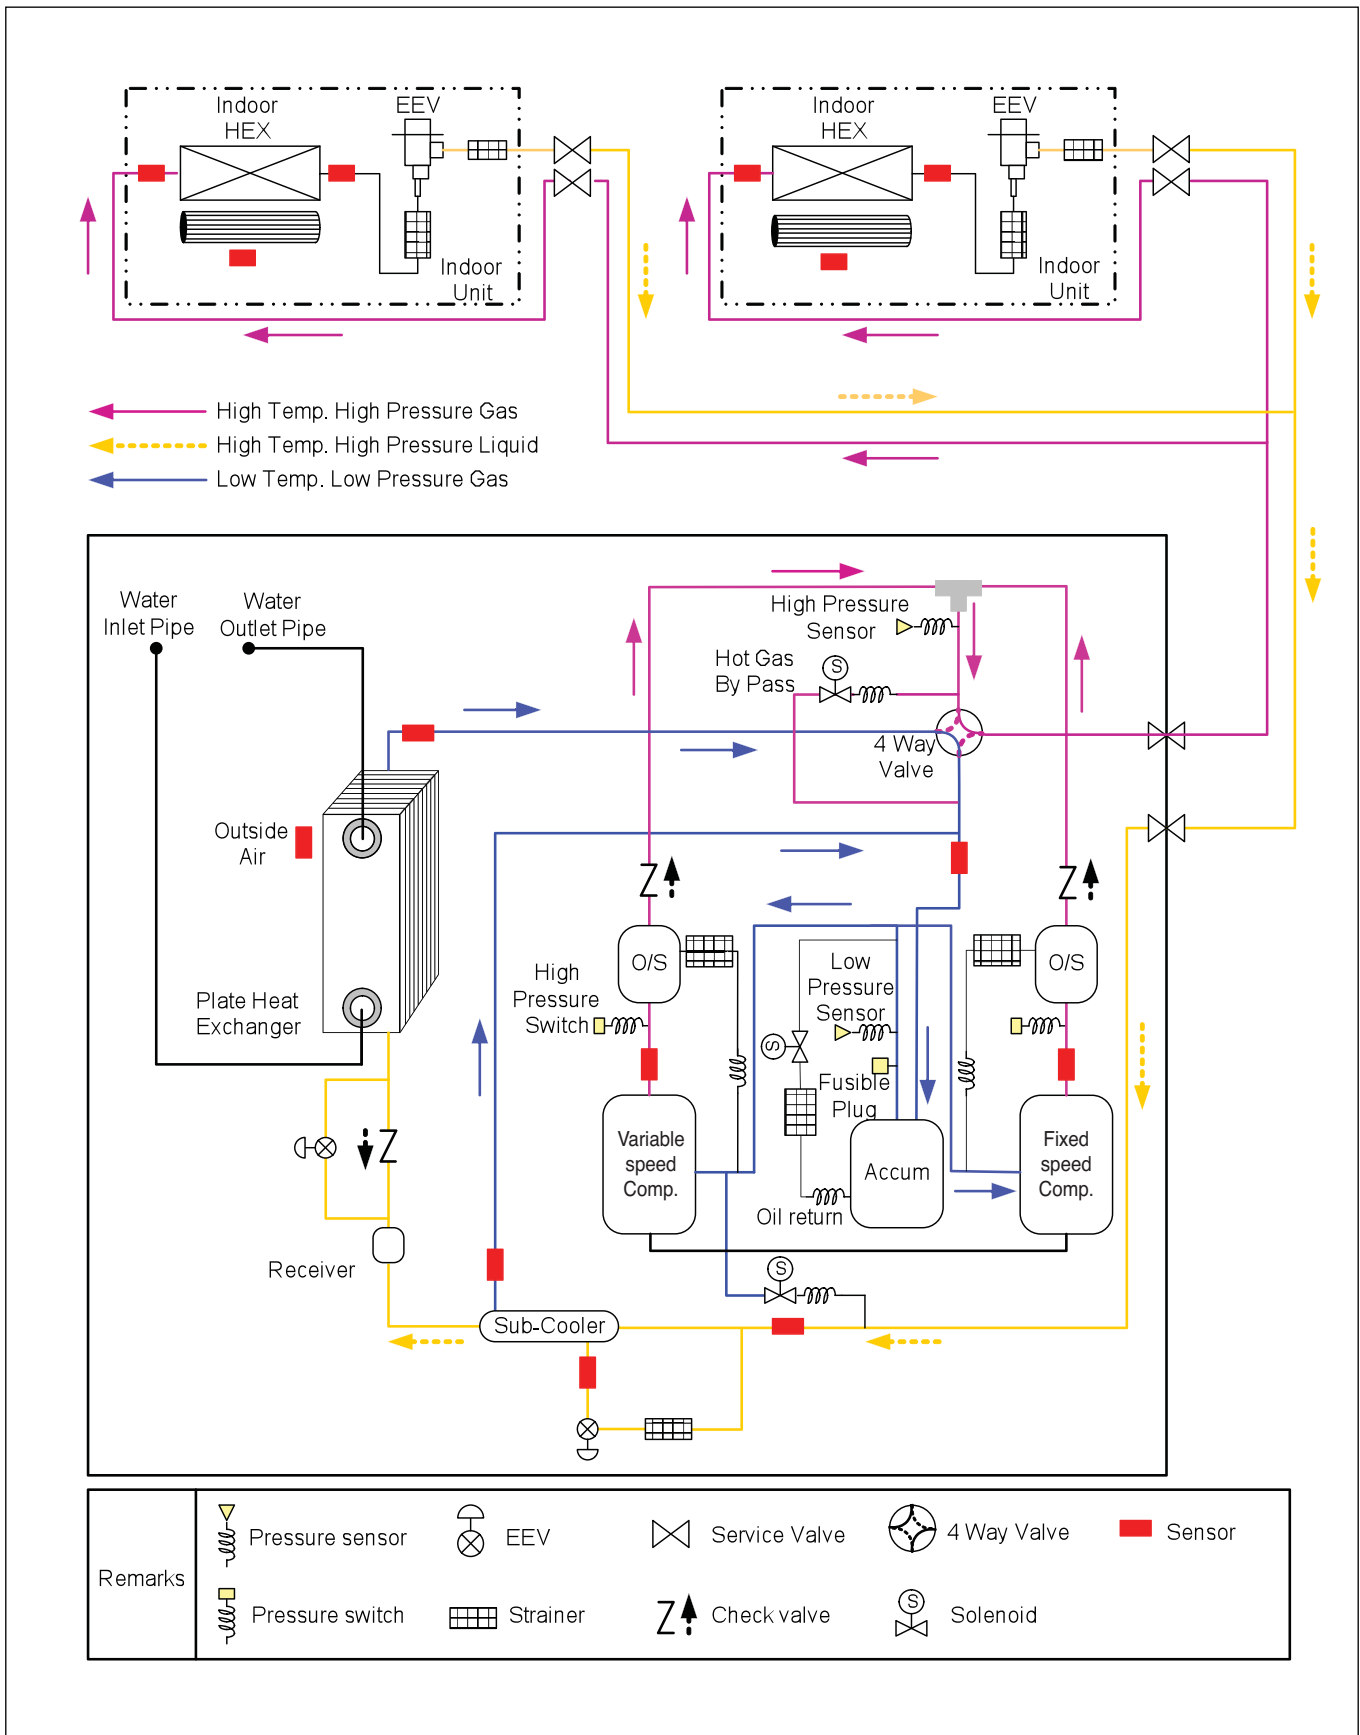 Indoor
HEX
EEV
Indoor
Unit
Indoor
HEX
EEV
Indoor
Unit
High Temp. High Pressure Gas
High Temp. High Pressure Liquid
Low Temp. Low Pressure Gas
Water
Inlet Pipe
Water
Outlet Pipe
High Pressure
Sensor
Hot Gas
By Pass
S
4 Way
Valve
Outside
Air
O/S
O/S
High
Pressure
Switch
Low
Pressure
Sensor
S
Plate Heat
Exchanger
Fusible
Plug
Variable
speed
Comp.
Accum
Fixed
speed
Comp.
Oil return
Receiver
S
Sub-Cooler
Remarks
Pressure sensor
EEV
Service Valve
4 Way Valve
Sensor
Pressure switch
Strainer
Check valve
S
Solenoid